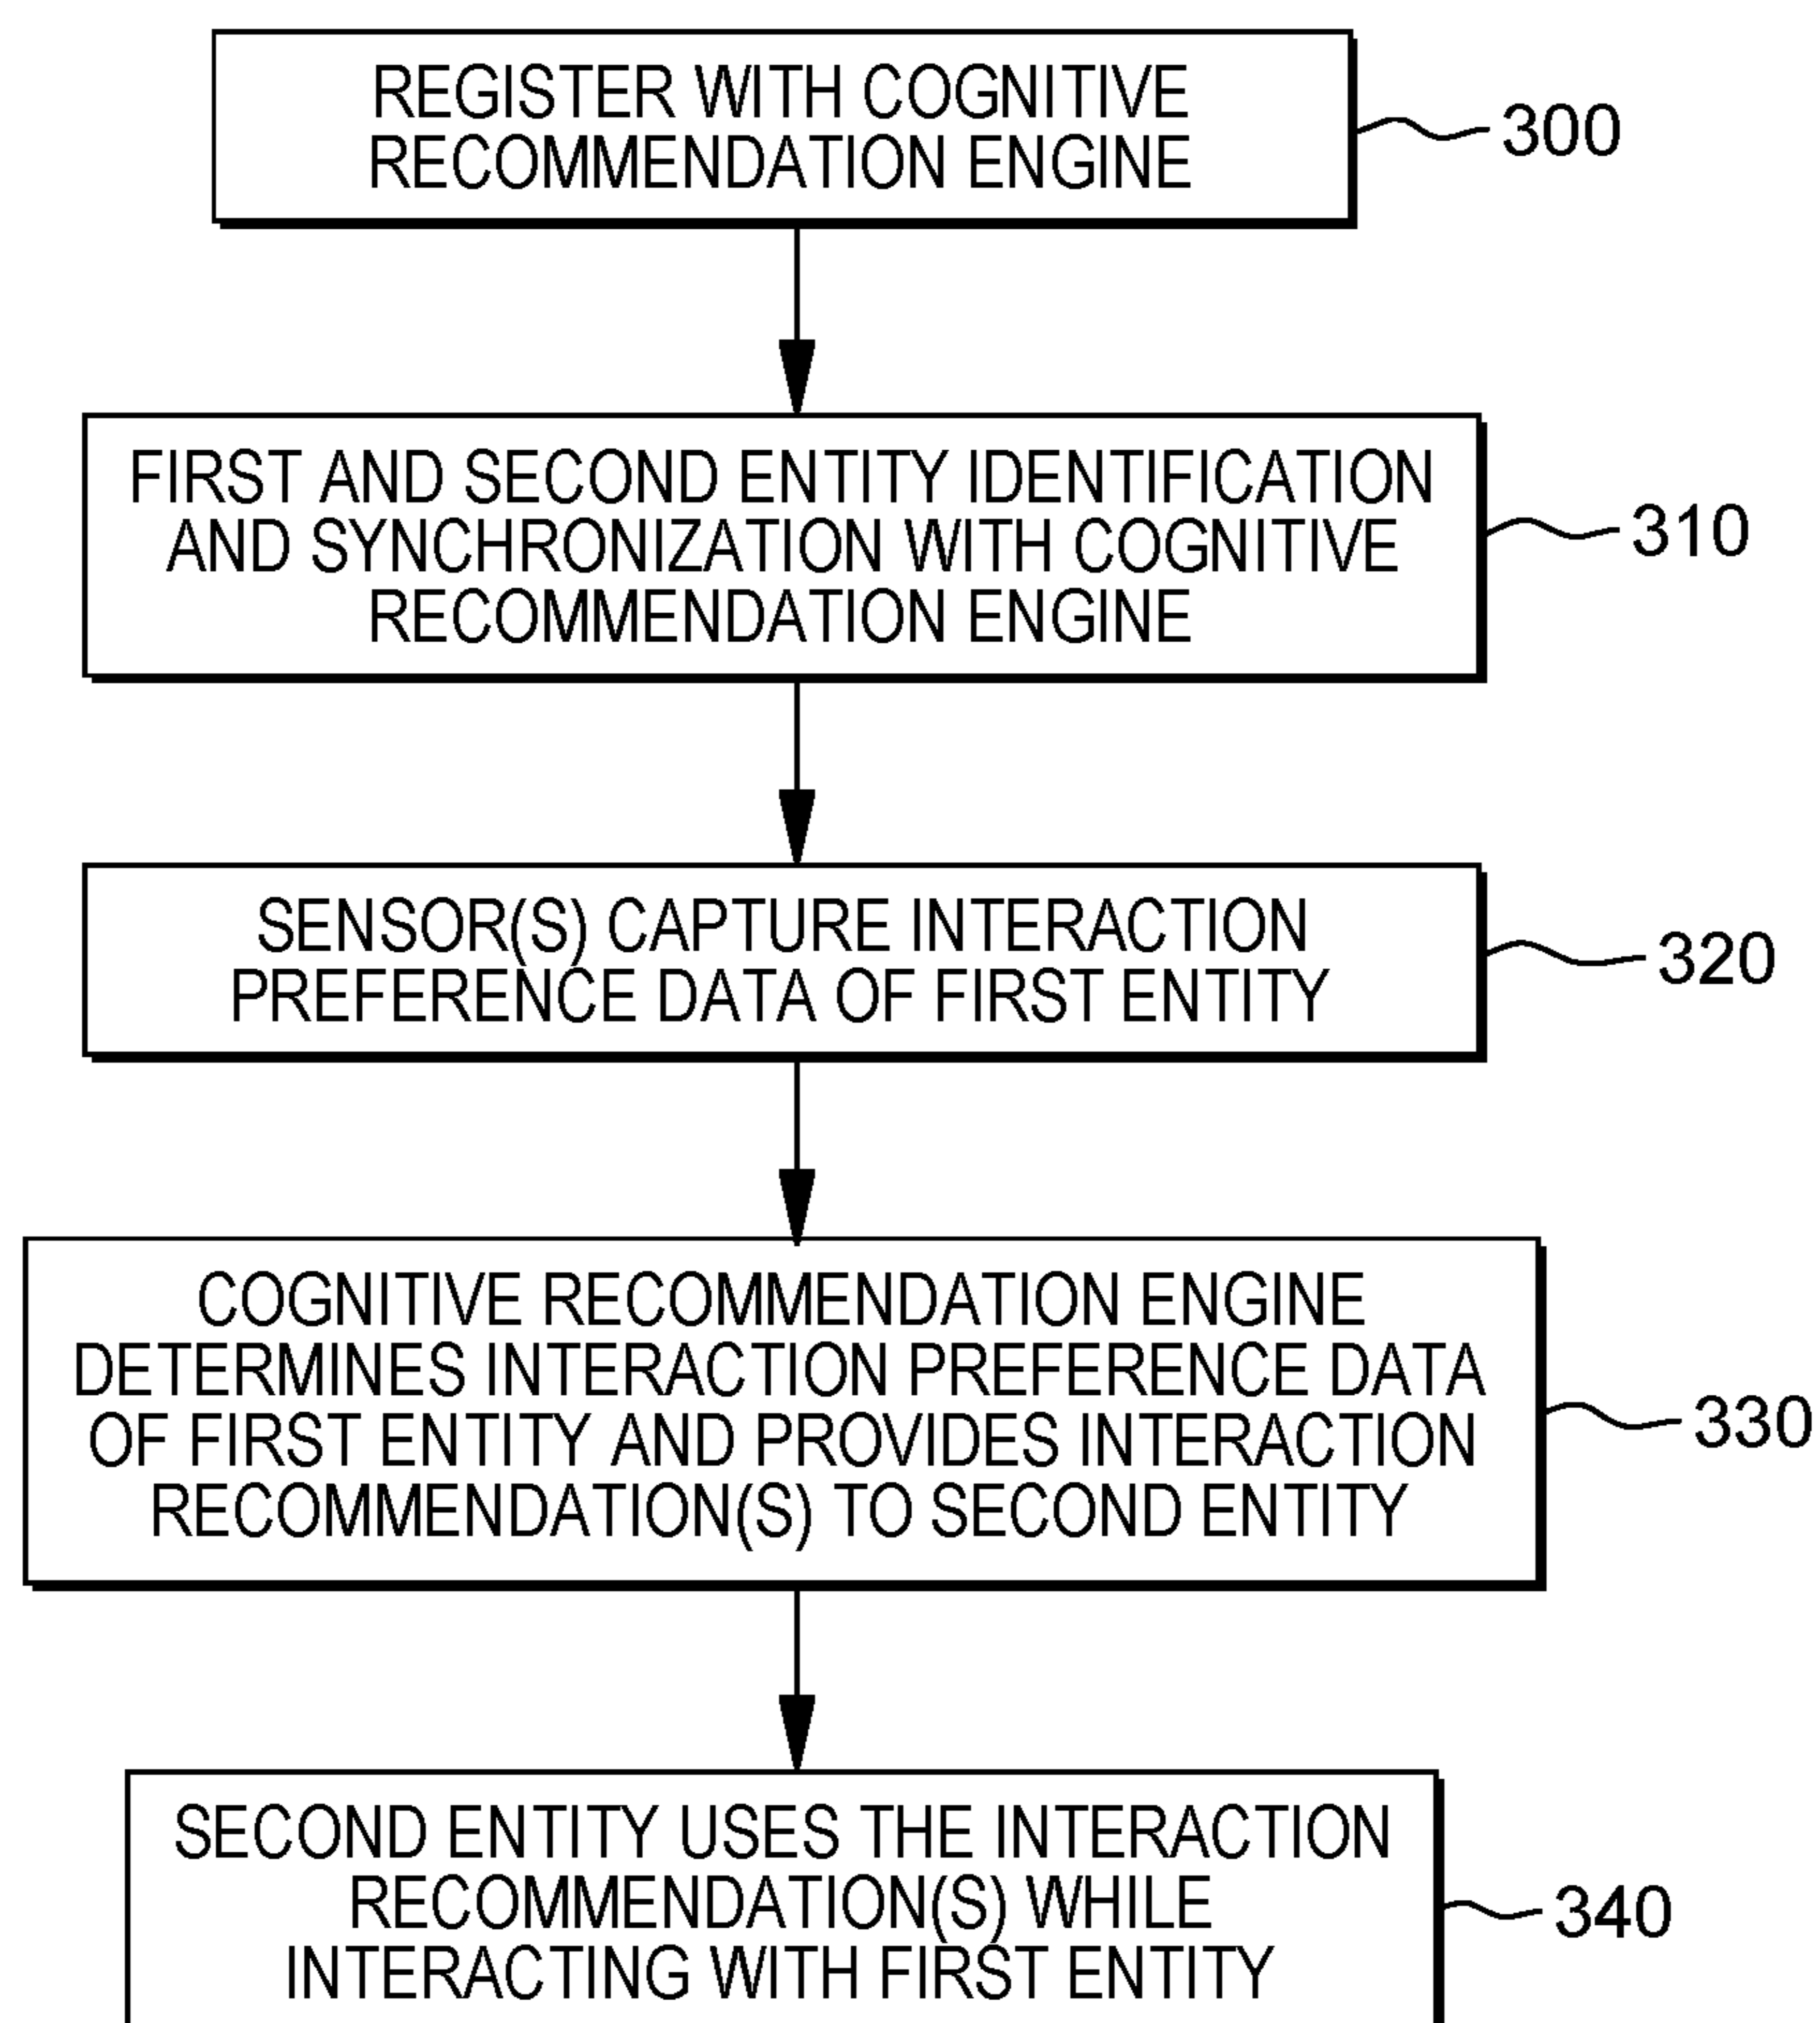 REGISTER WITH COGNITIVE
RECOMMENDATION ENGINE
300
FIRST AND SECOND ENTITY IDENTIFICATION
AND SYNCHRONIZATION WITH COGNITIVE
RECOMMENDATION ENGINE
310
SENSOR(S) CAPTURE INTERACTION
PREFERENCE DATA OF FIRST ENTITY
320
COGNITIVE RECOMMENDATION ENGINE
DETERMINES INTERACTION PREFERENCE DATA
OF FIRST ENTITY AND PROVIDES INTERACTION
RECOMMENDATION(S) TO SECOND ENTITY
330
SECOND ENTITY USES THE INTERACTION
RECOMMENDATION(S) WHILE
INTERACTING WITH FIRST ENTITY
340